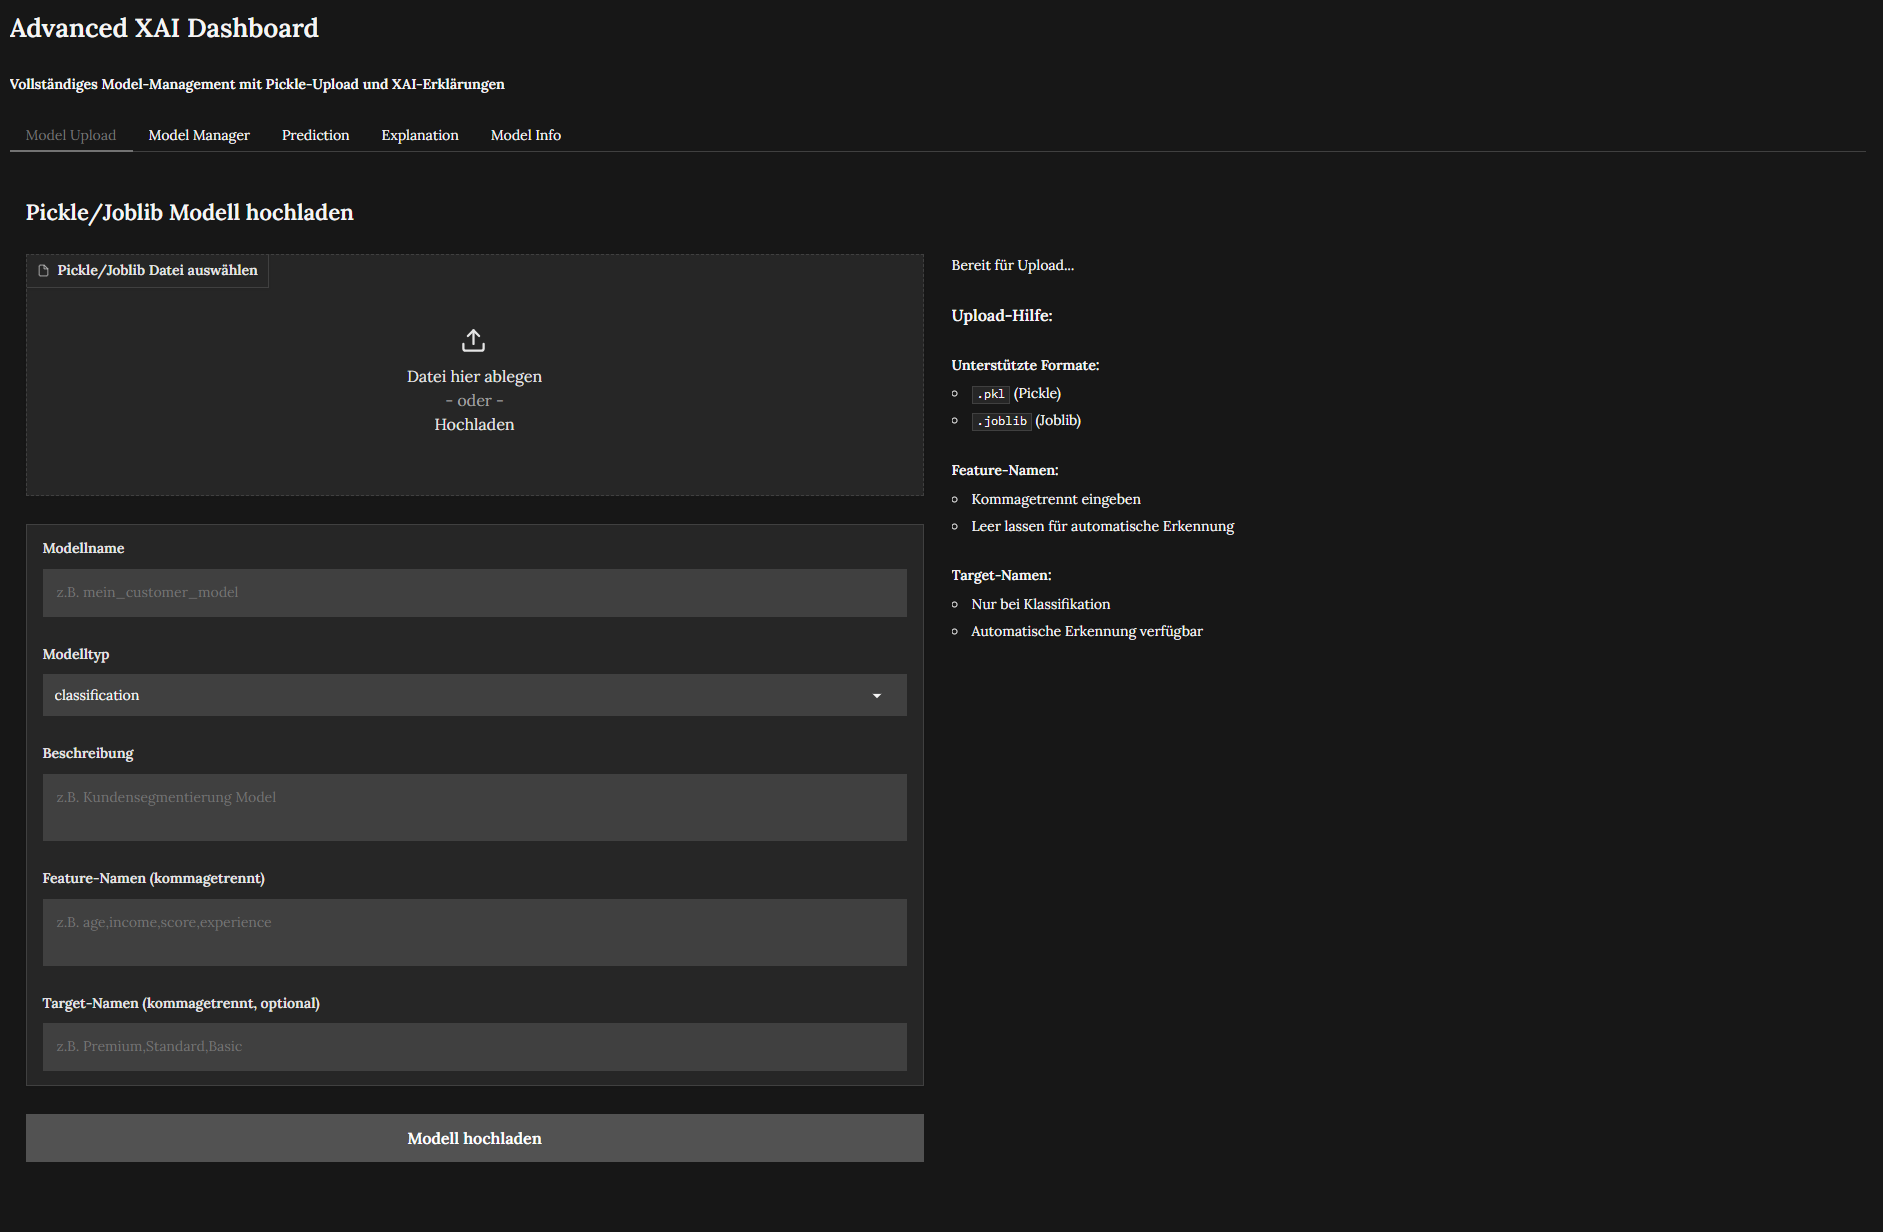 Advanced XAI Dashboard
Vollständiges Model-Management mit Pickle-Upload und XAI-Erklärungen
Model Upload
Model Manager
Prediction
Explanation
Model Info
Pickle/Joblib Modell hochladen
Pickle/Joblib Datei auswählen
Datei hier ablegen
- oder -
Hochladen
Modellname
z.B. mein_customer_model
Modelltyp
classification
Beschreibung
z.B. Kundensegmentierung Model
Feature-Namen (kommagetrennt)
z.B. age,income,score,experience
Target-Namen (kommagetrennt, optional)
z.B. Premium,Standard,Basic
Modell hochladen
Bereit für Upload...
Upload-Hilfe:
Unterstützte Formate:
.pkl (Pickle)
.joblib (Joblib)
Feature-Namen:
Kommagetrennt eingeben
Leer lassen für automatische Erkennung
Target-Namen:
Nur bei Klassifikation
Automatische Erkennung verfügbar